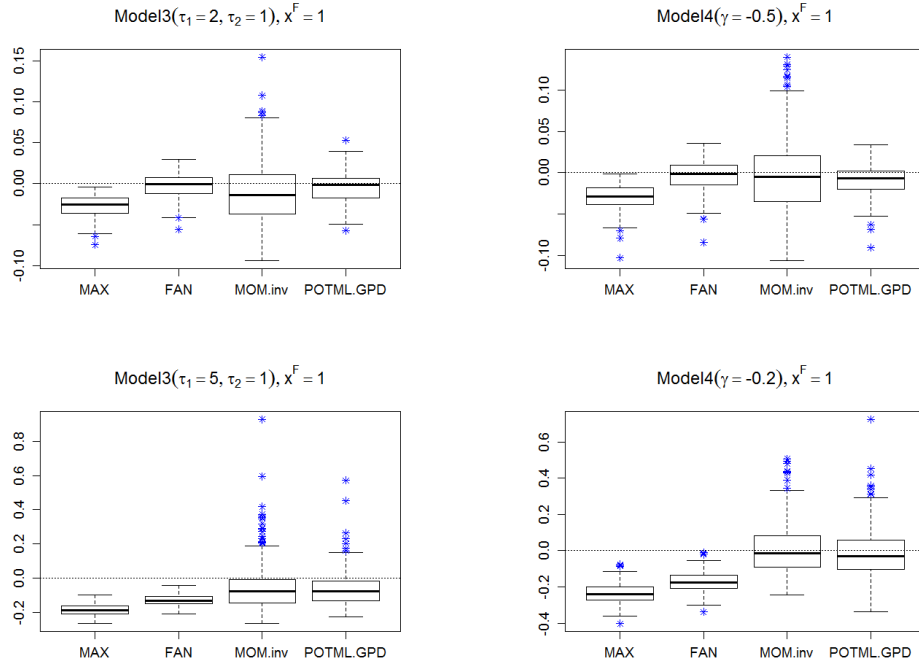 Model3(τ₁ = 2, τ₂ = 1), xᶠ = 1
0.15
0.10
0.05
0.00
-0.10
MAX FAN MOM.inv POTML.GPD
Model4(γ = -0.5), xᶠ = 1
0.10
0.05
0.00
-0.10
MAX FAN MOM.inv POTML.GPD
Model3(τ₁ = 5, τ₂ = 1), xᶠ = 1
0.8
0.6
0.4
0.2
0.0
-0.2
MAX FAN MOM.inv POTML.GPD
Model4(γ = -0.2), xᶠ = 1
0.6
0.4
0.2
0.0
-0.2
-0.4
MAX FAN MOM.inv POTML.GPD